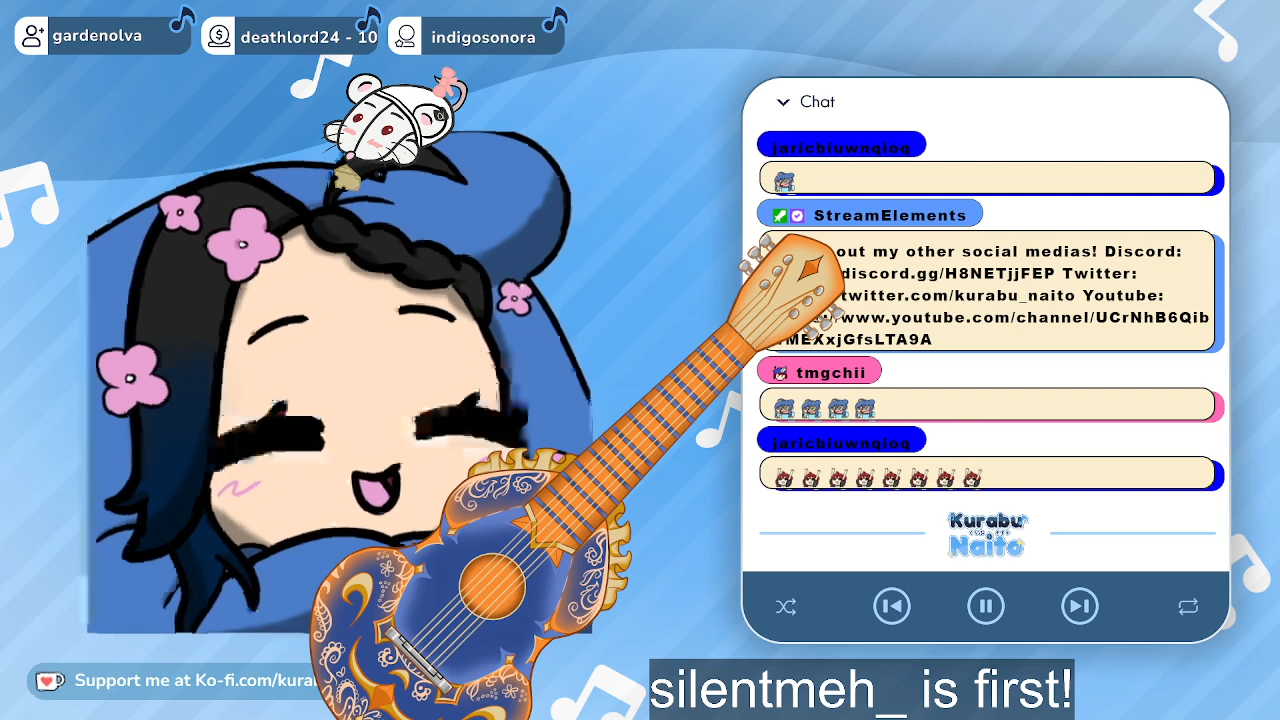 gardenolva
deathlord24 - 10
indigosonora
Chat
jaricbluwnqioq
StreamElements
out my other social medias! Discord:
discord.gg/H8NETjjFEP Twitter:
twitter.com/kurabu_naito Youtube:
www.youtube.com/channel/UCrNhB6Qib
MEXxjGfsLTA9A
tmgchii
jaricbluwnqioq
Kurabu
Naito
Support me at Ko-fi.com/kura
silentmeh_ is first!